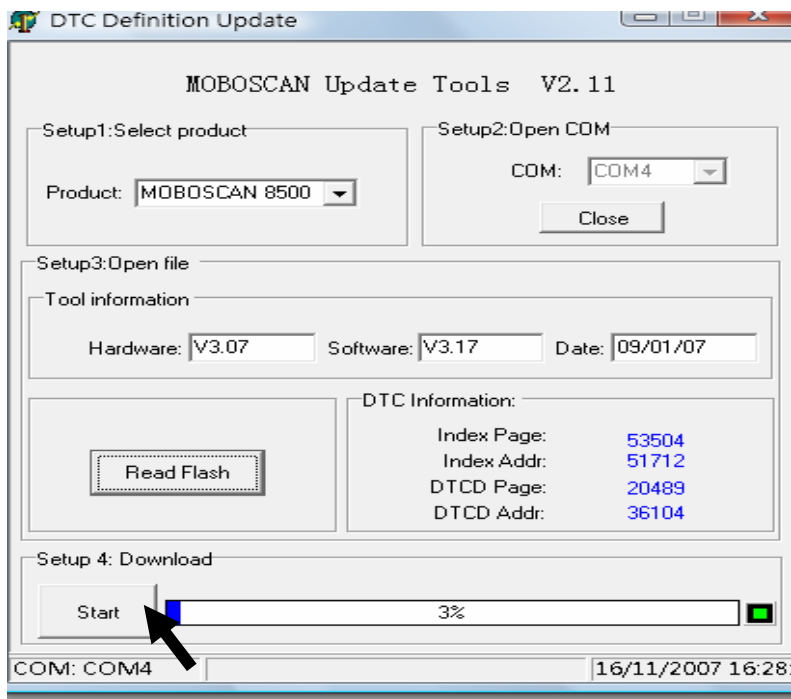 DTC Definition Update
MOBOSCAN Update Tools V2.11
Setup1:Select product
Product: MOBOSCAN 8500
Setup2:Open COM
COM: COM4
Close
Setup3:Open file
Tool information
Hardware: V3.07 Software: V3.17 Date: 09/01/07
Read Flash
DTC Information:
Index Page: 53504
Index Addr: 51712
DTCD Page: 20489
DTCD Addr: 36104
Setup 4: Download
Start 3%
COM: COM4 16/11/2007 16:28: